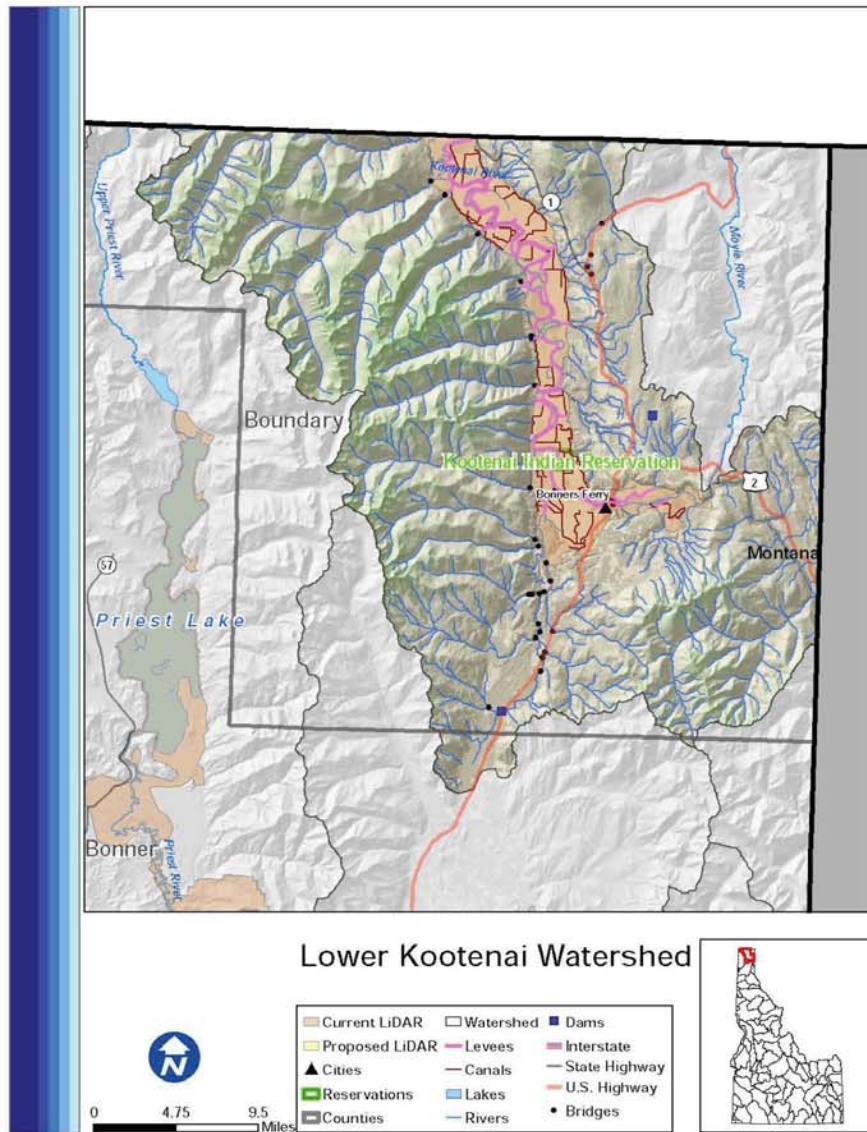 Kootenai River
1
Upper Priest River
Moyie River
Boundary
Kootenai Indian Reservation
Bonners Ferry
2
Montana
57
Priest Lake
Bonner
Priest River
Lower Kootenai Watershed
Current LiDAR
Proposed LiDAR
Cities
Reservations
Counties
Watershed
Levees
Canals
Lakes
Rivers
Dams
Interstate
State Highway
U.S. Highway
Bridges
N
0 4.75 9.5
Miles